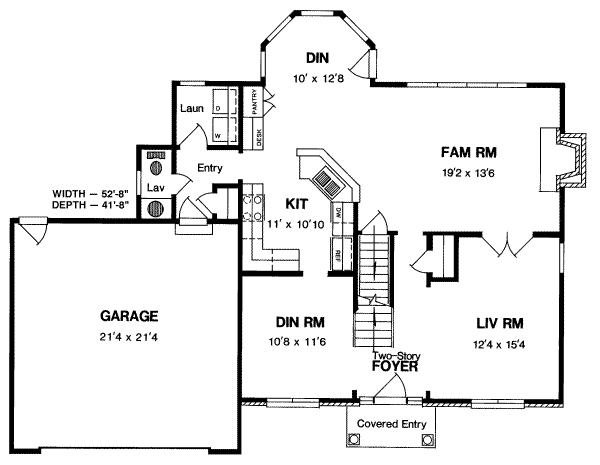 DIN
10' x 12'8
Laun
D
W
PANTRY
DESK
Entry
FAM RM
19'2 x 13'6
Lav
WIDTH — 52'-8"
DEPTH — 41'-8"
KIT
11' x 10'10
DW
REF
GARAGE
21'4 x 21'4
DIN RM
10'8 x 11'6
LIV RM
12'4 x 15'4
Two-Story
FOYER
Covered Entry